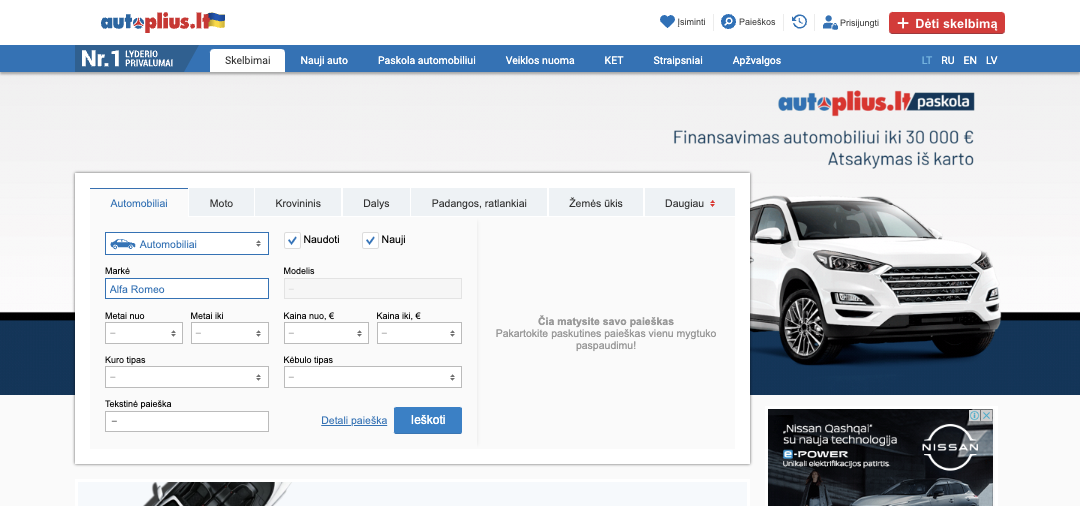 autoplius.lt
Įsiminti
Paieškos
Prisijungti
+ Dėti skelbimą
Nr.1 LYDERIO PRIVALUMAI
Skelbimai
Nauji auto
Paskola automobiliui
Veiklos nuoma
KET
Straipsniai
Apžvalgos
LT RU EN LV
autoplius.lt paskola
Finansavimas automobiliui iki 30 000 €
Atsakymas iš karto
Automobiliai
Moto
Krovininis
Dalys
Padangos, ratlankiai
Žemės ūkis
Daugiau
Automobiliai
Naudoti
Nauji
Markė
Modelis
Alfa Romeo
–
Metai nuo
Metai iki
Kaina nuo, €
Kaina iki, €
–
–
–
–
Kuro tipas
Kėbulo tipas
–
–
Tekstinė paieška
–
Detali paieška
Ieškoti
Čia matysite savo paieškas
Pakartokite paskutines paieškas vienu mygtuko
paspaudimu!
„Nissan Qashqai“
su nauja technologija
e-POWER
Unikali elektrifikacijos patirtis.
NISSAN